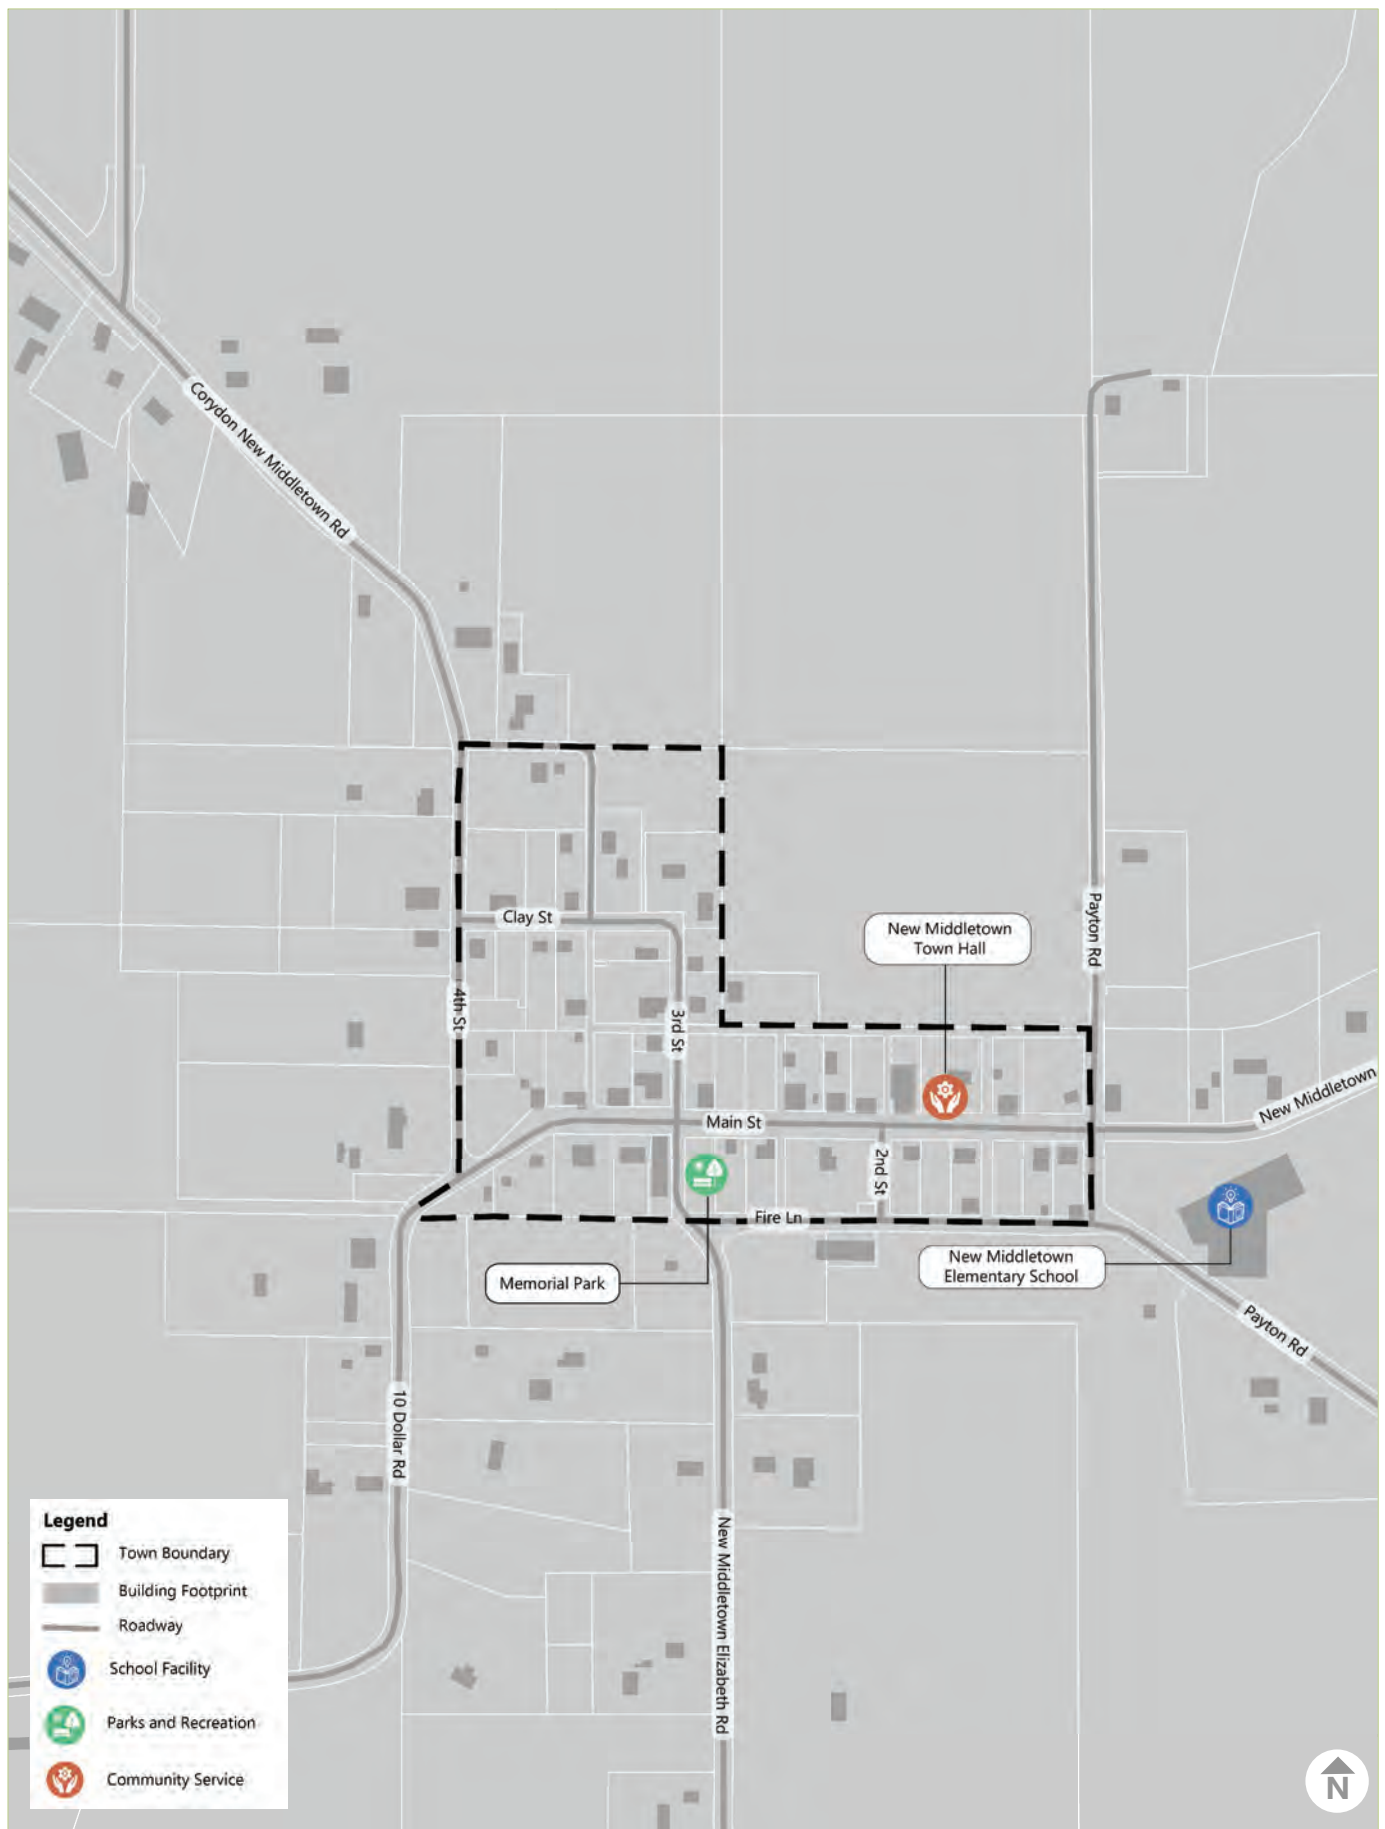 Corydon New Middletown Rd
Payton Rd
New Middletown
Town Hall
Clay St
4th St
3rd St
Main St
New Middletown
2nd St
Fire Ln
New Middletown
Elementary School
Memorial Park
Payton Rd
10 Dollar Rd
New Middletown Elizabeth Rd
Legend
Town Boundary
Building Footprint
Roadway
School Facility
Parks and Recreation
Community Service
N